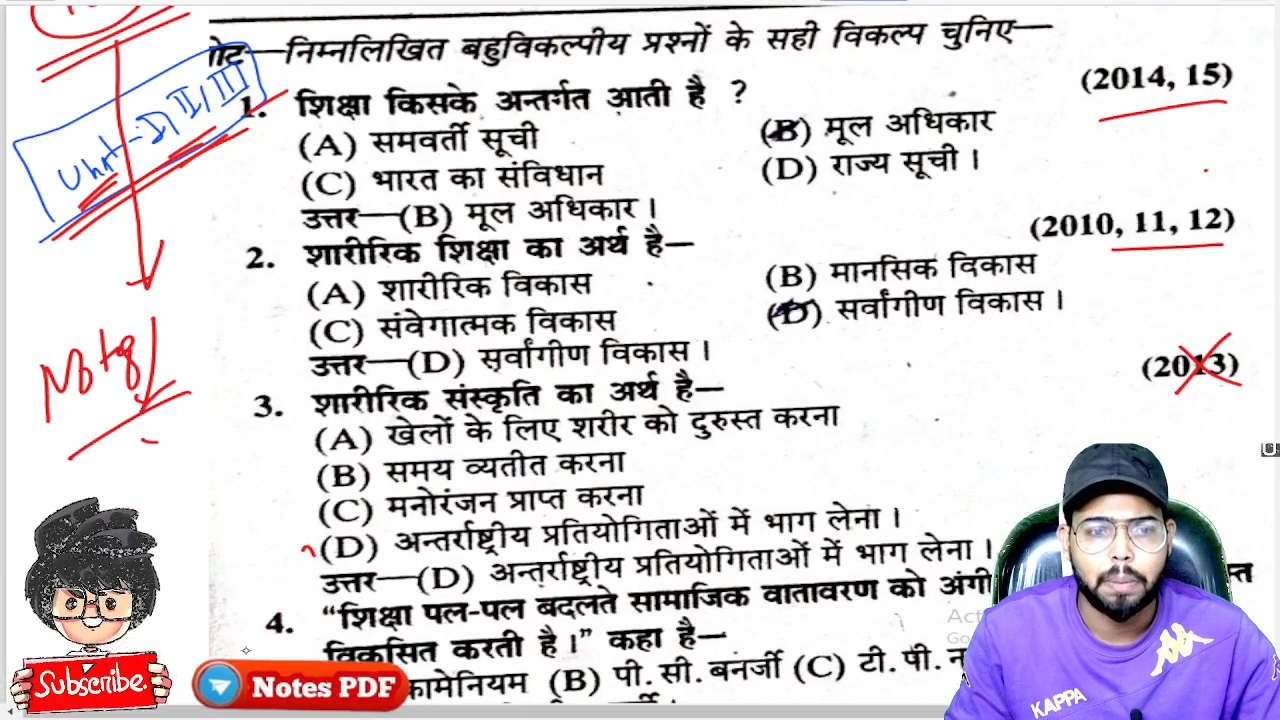 नोट—निम्नलिखित बहुविकल्पीय प्रश्नों के सही विकल्प चुनिए—
1. शिक्षा किसके अन्तर्गत आती है ? (2014, 15)
(A) समवर्ती सूची (B) मूल अधिकार
(C) भारत का संविधान (D) राज्य सूची ।
उत्तर—(B) मूल अधिकार ।
2. शारीरिक शिक्षा का अर्थ है— (2010, 11, 12)
(A) शारीरिक विकास (B) मानसिक विकास
(C) संवेगात्मक विकास (D) सर्वांगीण विकास ।
उत्तर—(D) सर्वांगीण विकास ।
3. शारीरिक संस्कृति का अर्थ है— (2013)
(A) खेलों के लिए शरीर को दुरुस्त करना
(B) समय व्यतीत करना
(C) मनोरंजन प्राप्त करना
(D) अन्तर्राष्ट्रीय प्रतियोगिताओं में भाग लेना ।
उत्तर—(D) अन्तर्राष्ट्रीय प्रतियोगिताओं में भाग लेना ।
4. “शिक्षा पल-पल बदलते सामाजिक वातावरण को अंगी
विकसित करती है ।” कहा है—
कामेनियम (B) पी. सी. बनर्जी (C) टी. पी. न
Unit-I, II, III
Notes
Subscribe
Notes PDF
KAPPA